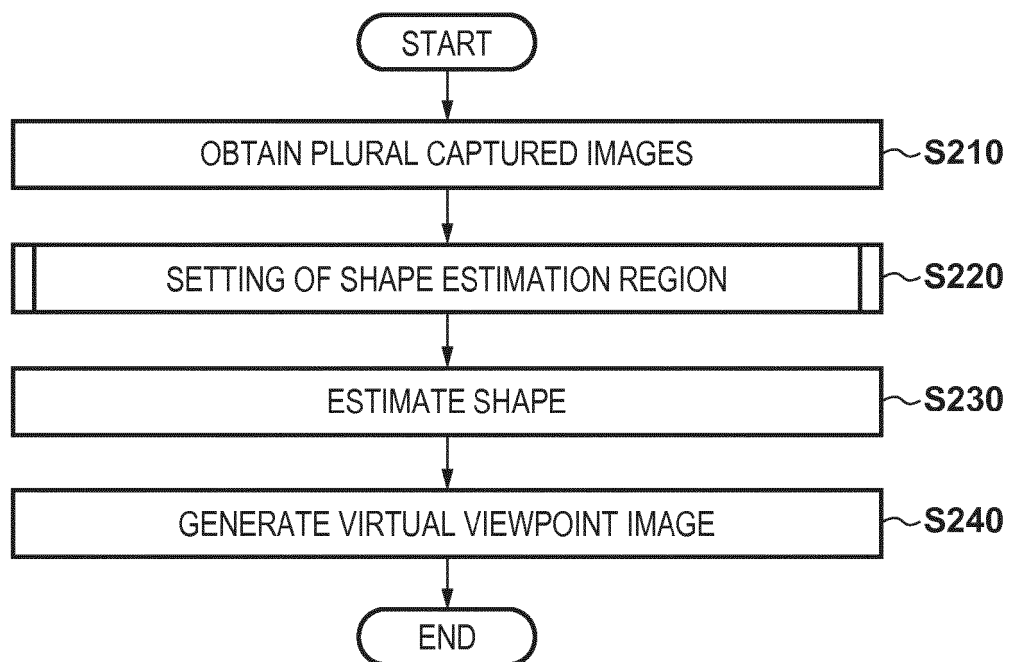 START
OBTAIN PLURAL CAPTURED IMAGES
S210
SETTING OF SHAPE ESTIMATION REGION
S220
ESTIMATE SHAPE
S230
GENERATE VIRTUAL VIEWPOINT IMAGE
S240
END